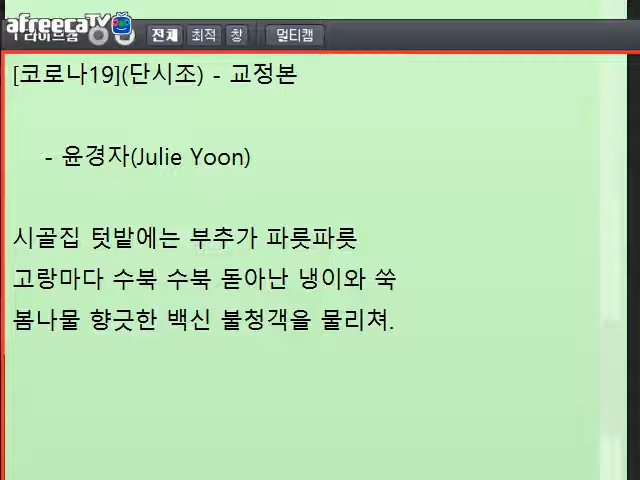 afreecaTV
전체 최적 창 멀티캠
[코로나19](단시조) - 교정본
- 윤경자(Julie Yoon)
시골집 텃밭에는 부추가 파릇파릇
고랑마다 수북 수북 돋아난 냉이와 쑥
봄나물 향긋한 백신 불청객을 물리쳐.